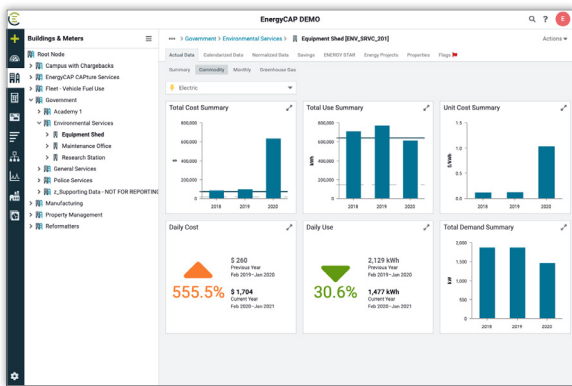 EnergyCAP DEMO
?
E
Buildings & Meters
Root Node
Campus with Chargebacks
EnergyCAP CAPture Services
Fleet - Vehicle Fuel Use
Government
Academy 1
Environmental Services
Equipment Shed
Maintenance Office
Research Station
General Services
Police Services
z_Supporting Data - NOT FOR REPORTING
Manufacturing
Property Management
Reformatters
••• > Government > Environmental Services > Equipment Shed [ENV_SRVC_201]
Actions
Actual Data Calendarized Data Normalized Data Savings ENERGY STAR Energy Projects Properties Flags
Summary Commodity Monthly Greenhouse Gas
Electric
Total Cost Summary
800,000
600,000
400,000
200,000
0
$
2018 2019 2020
Total Use Summary
800,000
600,000
400,000
200,000
0
kWh
2018 2019 2020
Unit Cost Summary
1.5
1.0
0.5
0
$/kWh
2018 2019 2020
Daily Cost
555.5%
$ 260
Previous Year
Feb 2019-Jan 2020
$ 1,704
Current Year
Feb 2020-Jan 2021
Daily Use
30.6%
2,129 kWh
Previous Year
Feb 2019-Jan 2020
1,477 kWh
Current Year
Feb 2020-Jan 2021
Total Demand Summary
2,000
1,500
1,000
500
0
kW
2018 2019 2020